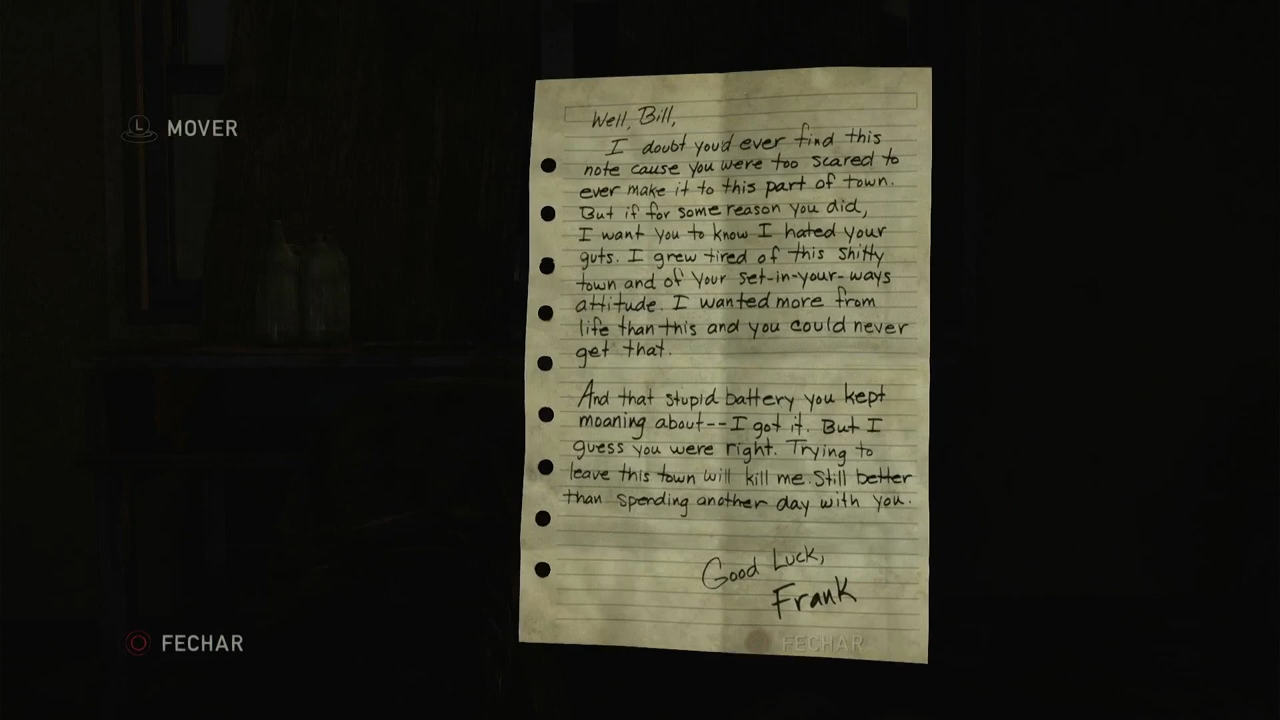 L MOVER
Well, Bill,
I doubt you'd ever find this
note cause you were too scared to
ever make it to this part of town.
But if for some reason you did,
I want you to know I hated your
guts. I grew tired of this shitty
town and of your set-in-your-ways
attitude. I wanted more from
life than this and you could never
get that.
And that stupid battery you kept
moaning about--I got it. But I
guess you were right. Trying to
leave this town will kill me. Still better
than spending another day with you.
Good Luck,
Frank
FECHAR
FECHAR